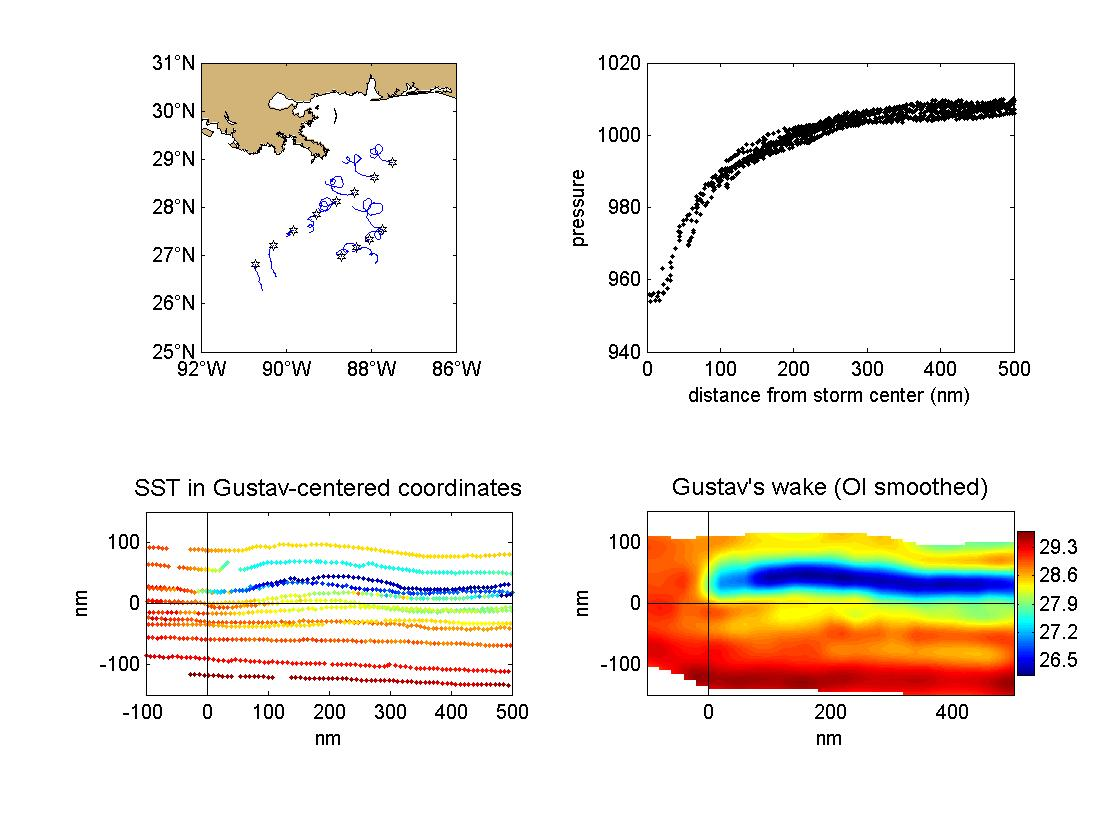 31°N
30°N
29°N
28°N
27°N
26°N
25°N
92°W 90°W 88°W 86°W
1020
1000
980
960
940
pressure
0 100 200 300 400 500
distance from storm center (nm)
SST in Gustav-centered coordinates
100
0
-100
nm
-100 0 100 200 300 400 500
nm
Gustav's wake (OI smoothed)
100
0
-100
nm
0 200 400
nm
29.3
28.6
27.9
27.2
26.5